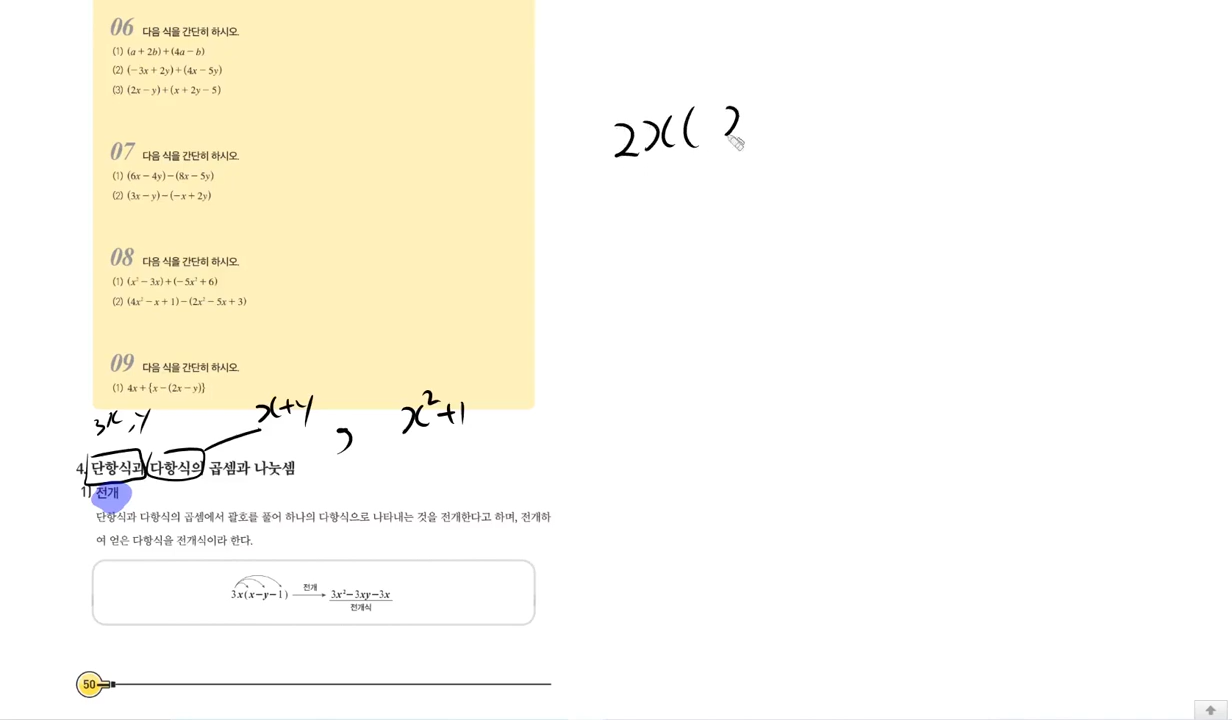 06 다음 식을 간단히 하시오.
(1) (a + 2b) + (4a − b)
(2) (−3x + 2y) + (4x − 5y)
(3) (2x − y) + (x + 2y − 5)
07 다음 식을 간단히 하시오.
(1) (6x − 4y) − (8x − 5y)
(2) (3x − y) − (−x + 2y)
08 다음 식을 간단히 하시오.
(1) (x² − 3x) + (−5x² + 6)
(2) (4x² − x + 1) − (2x² − 5x + 3)
09 다음 식을 간단히 하시오.
(1) 4x + {x − (2x − y)}
3x, y
x+y , x²+1
4. 단항식과 다항식의 곱셈과 나눗셈
1) 전개
단항식과 다항식의 곱셈에서 괄호를 풀어 하나의 다항식으로 나타내는 것을 전개한다고 하며, 전개하
여 얻은 다항식을 전개식이라 한다.
3x(x−y−1) 전개 3x²−3xy−3x
전개식
50
2x(